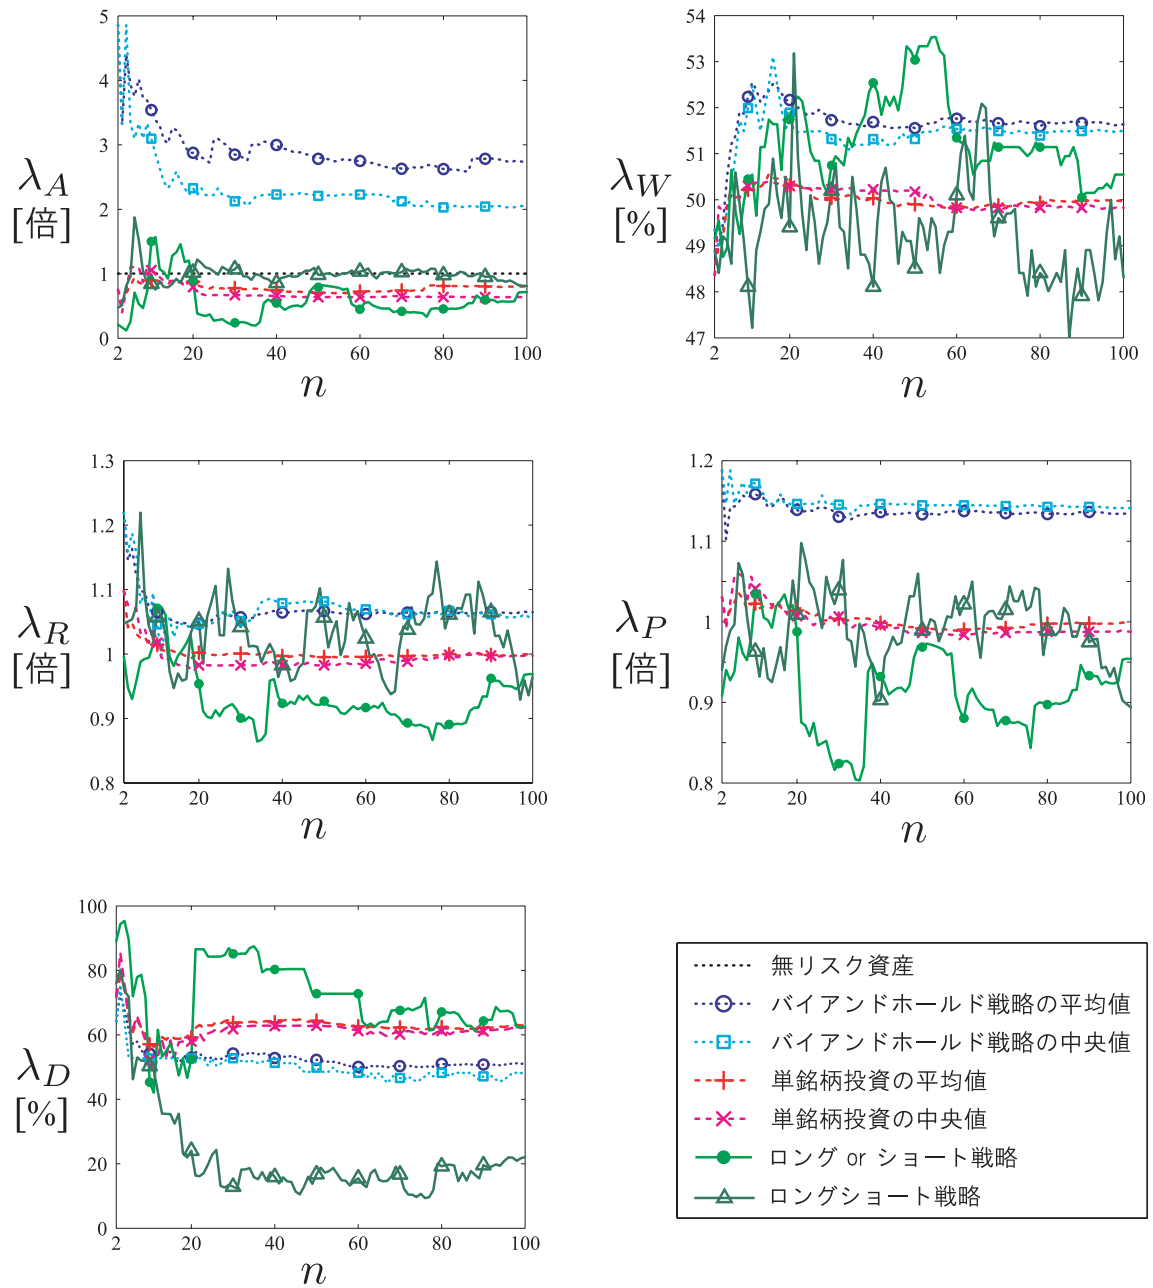 5
4
3
2
1
0
λA
[倍]
2 20 40 60 80 100
n
54
53
52
51
50
49
48
47
λW
[%]
2 20 40 60 80 100
n
1.3
1.2
1.1
1
0.9
0.8
λR
[倍]
2 20 40 60 80 100
n
1.2
1.1
1
0.9
0.8
λP
[倍]
2 20 40 60 80 100
n
100
80
60
40
20
0
λD
[%]
2 20 40 60 80 100
n
無リスク資産
バイアンドホールド戦略の平均値
バイアンドホールド戦略の中央値
単銘柄投資の平均値
単銘柄投資の中央値
ロング or ショート戦略
ロングショート戦略